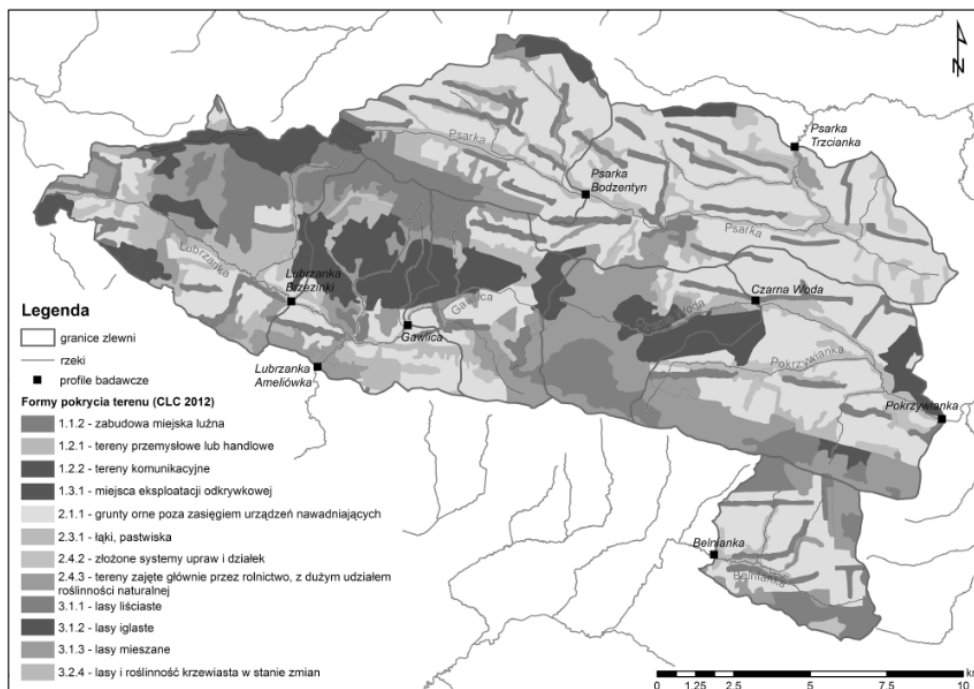 N
Psarka
Trzcianka
Psarka
Psarka
Bodzentyn
Psarka
Lubrzanka
Lubrzanka
Brzezinki
Czarna Woda
Gawlica
Czarna Woda
Gawlica
Pokrzywianka
Lubrzanka
Ameliówka
Pokrzywianka
Belnianka
Belnianka
Legenda
granice zlewni
rzeki
profile badawcze
Formy pokrycia terenu (CLC 2012)
1.1.2 - zabudowa miejska luźna
1.2.1 - tereny przemysłowe lub handlowe
1.2.2 - tereny komunikacyjne
1.3.1 - miejsca eksploatacji odkrywkowej
2.1.1 - grunty orne poza zasięgiem urządzeń nawadniających
2.3.1 - łąki, pastwiska
2.4.2 - złożone systemy upraw i działek
2.4.3 - tereny zajęte głównie przez rolnictwo, z dużym udziałem
roślinności naturalnej
3.1.1 - lasy liściaste
3.1.2 - lasy iglaste
3.1.3 - lasy mieszane
3.2.4 - lasy i roślinność krzewiasta w stanie zmian
km
0 1.25 2.5 5 7.5 10